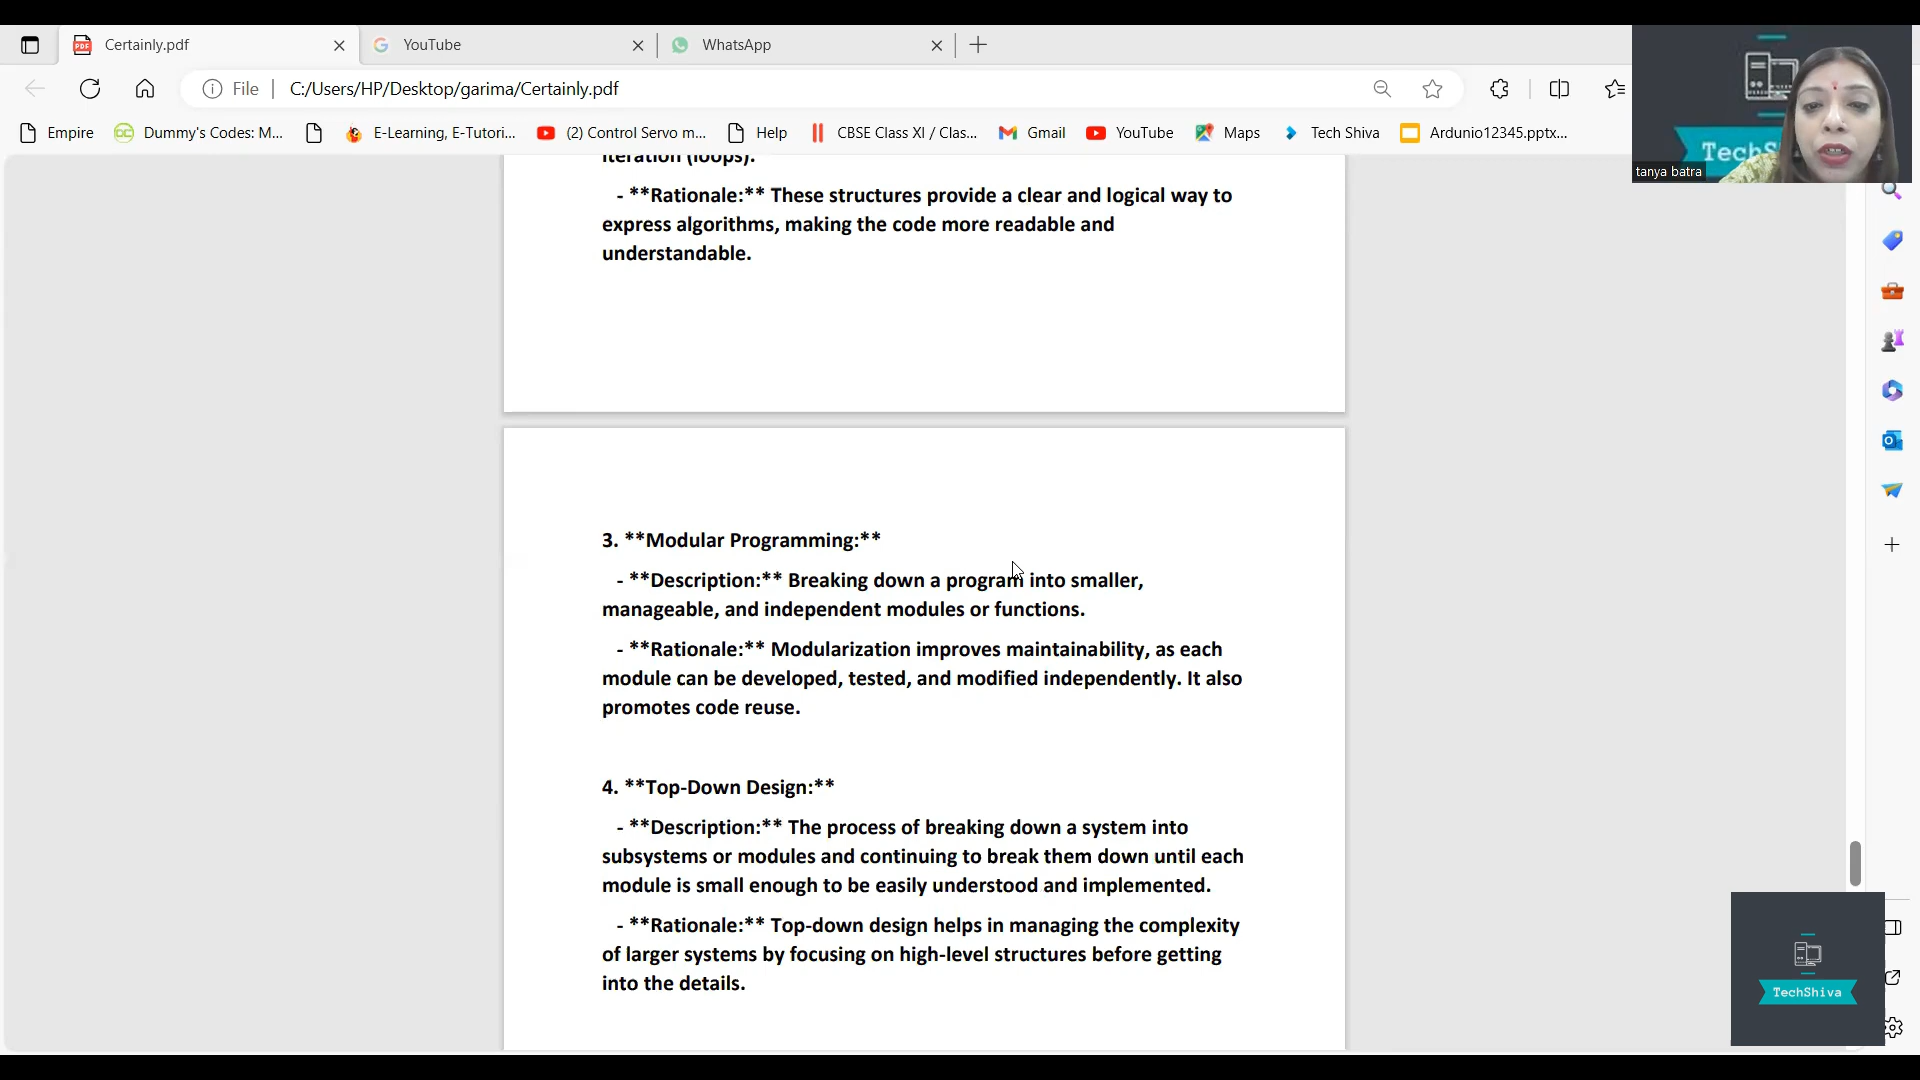 Certainly.pdf
YouTube
WhatsApp
File
C:/Users/HP/Desktop/garima/Certainly.pdf
Empire
Dummy's Codes: M...
E-Learning, E-Tutori...
(2) Control Servo m...
Help
CBSE Class XI / Clas...
Gmail
YouTube
Maps
Tech Shiva
Ardunio12345.pptx...
tanya batra
iteration (loops).
- **Rationale:** These structures provide a clear and logical way to
express algorithms, making the code more readable and
understandable.
3. **Modular Programming:**
- **Description:** Breaking down a program into smaller,
manageable, and independent modules or functions.
- **Rationale:** Modularization improves maintainability, as each
module can be developed, tested, and modified independently. It also
promotes code reuse.
4. **Top-Down Design:**
- **Description:** The process of breaking down a system into
subsystems or modules and continuing to break them down until each
module is small enough to be easily understood and implemented.
- **Rationale:** Top-down design helps in managing the complexity
of larger systems by focusing on high-level structures before getting
into the details.
TechShiva